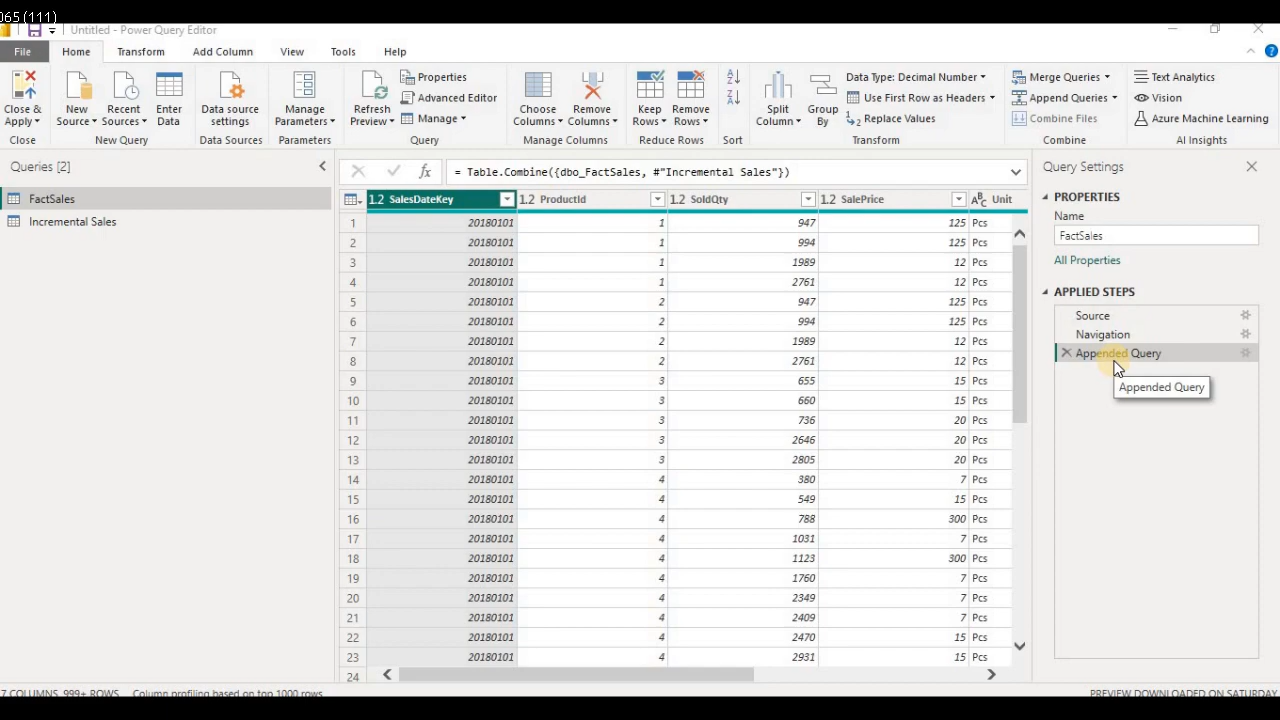 065 (111)
Untitled - Power Query Editor
File Home Transform Add Column View Tools Help
Close & Apply New Source Recent Sources Enter Data Data source settings Manage Parameters Refresh Preview Properties Advanced Editor Manage Choose Columns Remove Columns Keep Rows Remove Rows Split Column Group By Data Type: Decimal Number Use First Row as Headers Replace Values Merge Queries Append Queries Combine Files Text Analytics Vision Azure Machine Learning
Close New Query Data Sources Parameters Query Manage Columns Reduce Rows Sort Transform Combine AI Insights
Queries [2]
FactSales
Incremental Sales
= Table.Combine({dbo_FactSales, #"Incremental Sales"})
1.2 SalesDateKey 1.2 ProductId 1.2 SoldQty 1.2 SalePrice ABC Unit
1 20180101 1 947 125 Pcs
2 20180101 1 994 125 Pcs
3 20180101 1 1989 12 Pcs
4 20180101 1 2761 12 Pcs
5 20180101 2 947 125 Pcs
6 20180101 2 994 125 Pcs
7 20180101 2 1989 12 Pcs
8 20180101 2 2761 12 Pcs
9 20180101 3 655 15 Pcs
10 20180101 3 660 15 Pcs
11 20180101 3 736 20 Pcs
12 20180101 3 2646 20 Pcs
13 20180101 3 2805 20 Pcs
14 20180101 4 380 7 Pcs
15 20180101 4 549 15 Pcs
16 20180101 4 788 300 Pcs
17 20180101 4 1031 7 Pcs
18 20180101 4 1123 300 Pcs
19 20180101 4 1760 7 Pcs
20 20180101 4 2349 7 Pcs
21 20180101 4 2409 7 Pcs
22 20180101 4 2470 15 Pcs
23 20180101 4 2931 15 Pcs
24
Query Settings
PROPERTIES
Name
FactSales
All Properties
APPLIED STEPS
Source
Navigation
Appended Query
Appended Query
7 COLUMNS, 999+ ROWS Column profiling based on top 1000 rows
PREVIEW DOWNLOADED ON SATURDAY